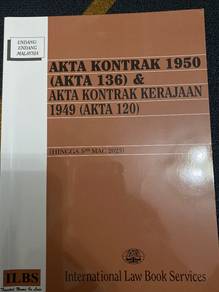 UNDANG
UNDANG
MALAYSIA
AKTA KONTRAK 1950
(AKTA 136) &
AKTA KONTRAK KERAJAAN
1949 (AKTA 120)
(HINGGA 5HB MAC 2023)
ILBS
International Law Book Services